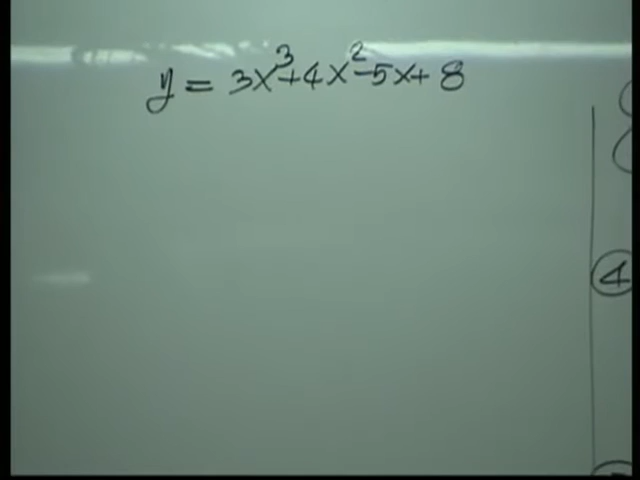 y = 3x³+4x²-5x+8
④